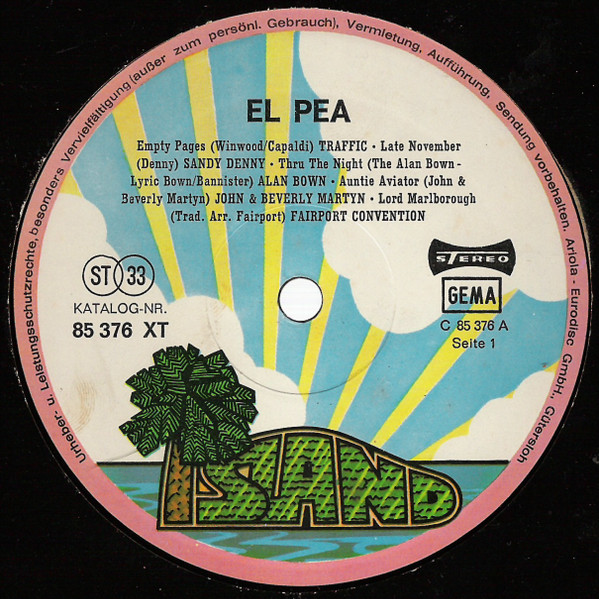 Urheber- u. Leistungsschutzrechte, besonders Vervielfältigung (außer zum persönl. Gebrauch), Vermietung, Aufführung, Sendung vorbehalten. Ariola - Eurodisc GmbH., Gütersloh
EL PEA
Empty Pages (Winwood/Capaldi) TRAFFIC · Late November
(Denny) SANDY DENNY · Thru The Night (The Alan Bown -
Lyric Bown/Bannister) ALAN BOWN · Auntie Aviator (John &
Beverly Martyn) JOHN & BEVERLY MARTYN · Lord Marlborough
(Trad. Arr. Fairport) FAIRPORT CONVENTION
ST 33
KATALOG-NR.
85 376 XT
STEREO
GEMA
C 85 376 A
Seite 1
ISLAND